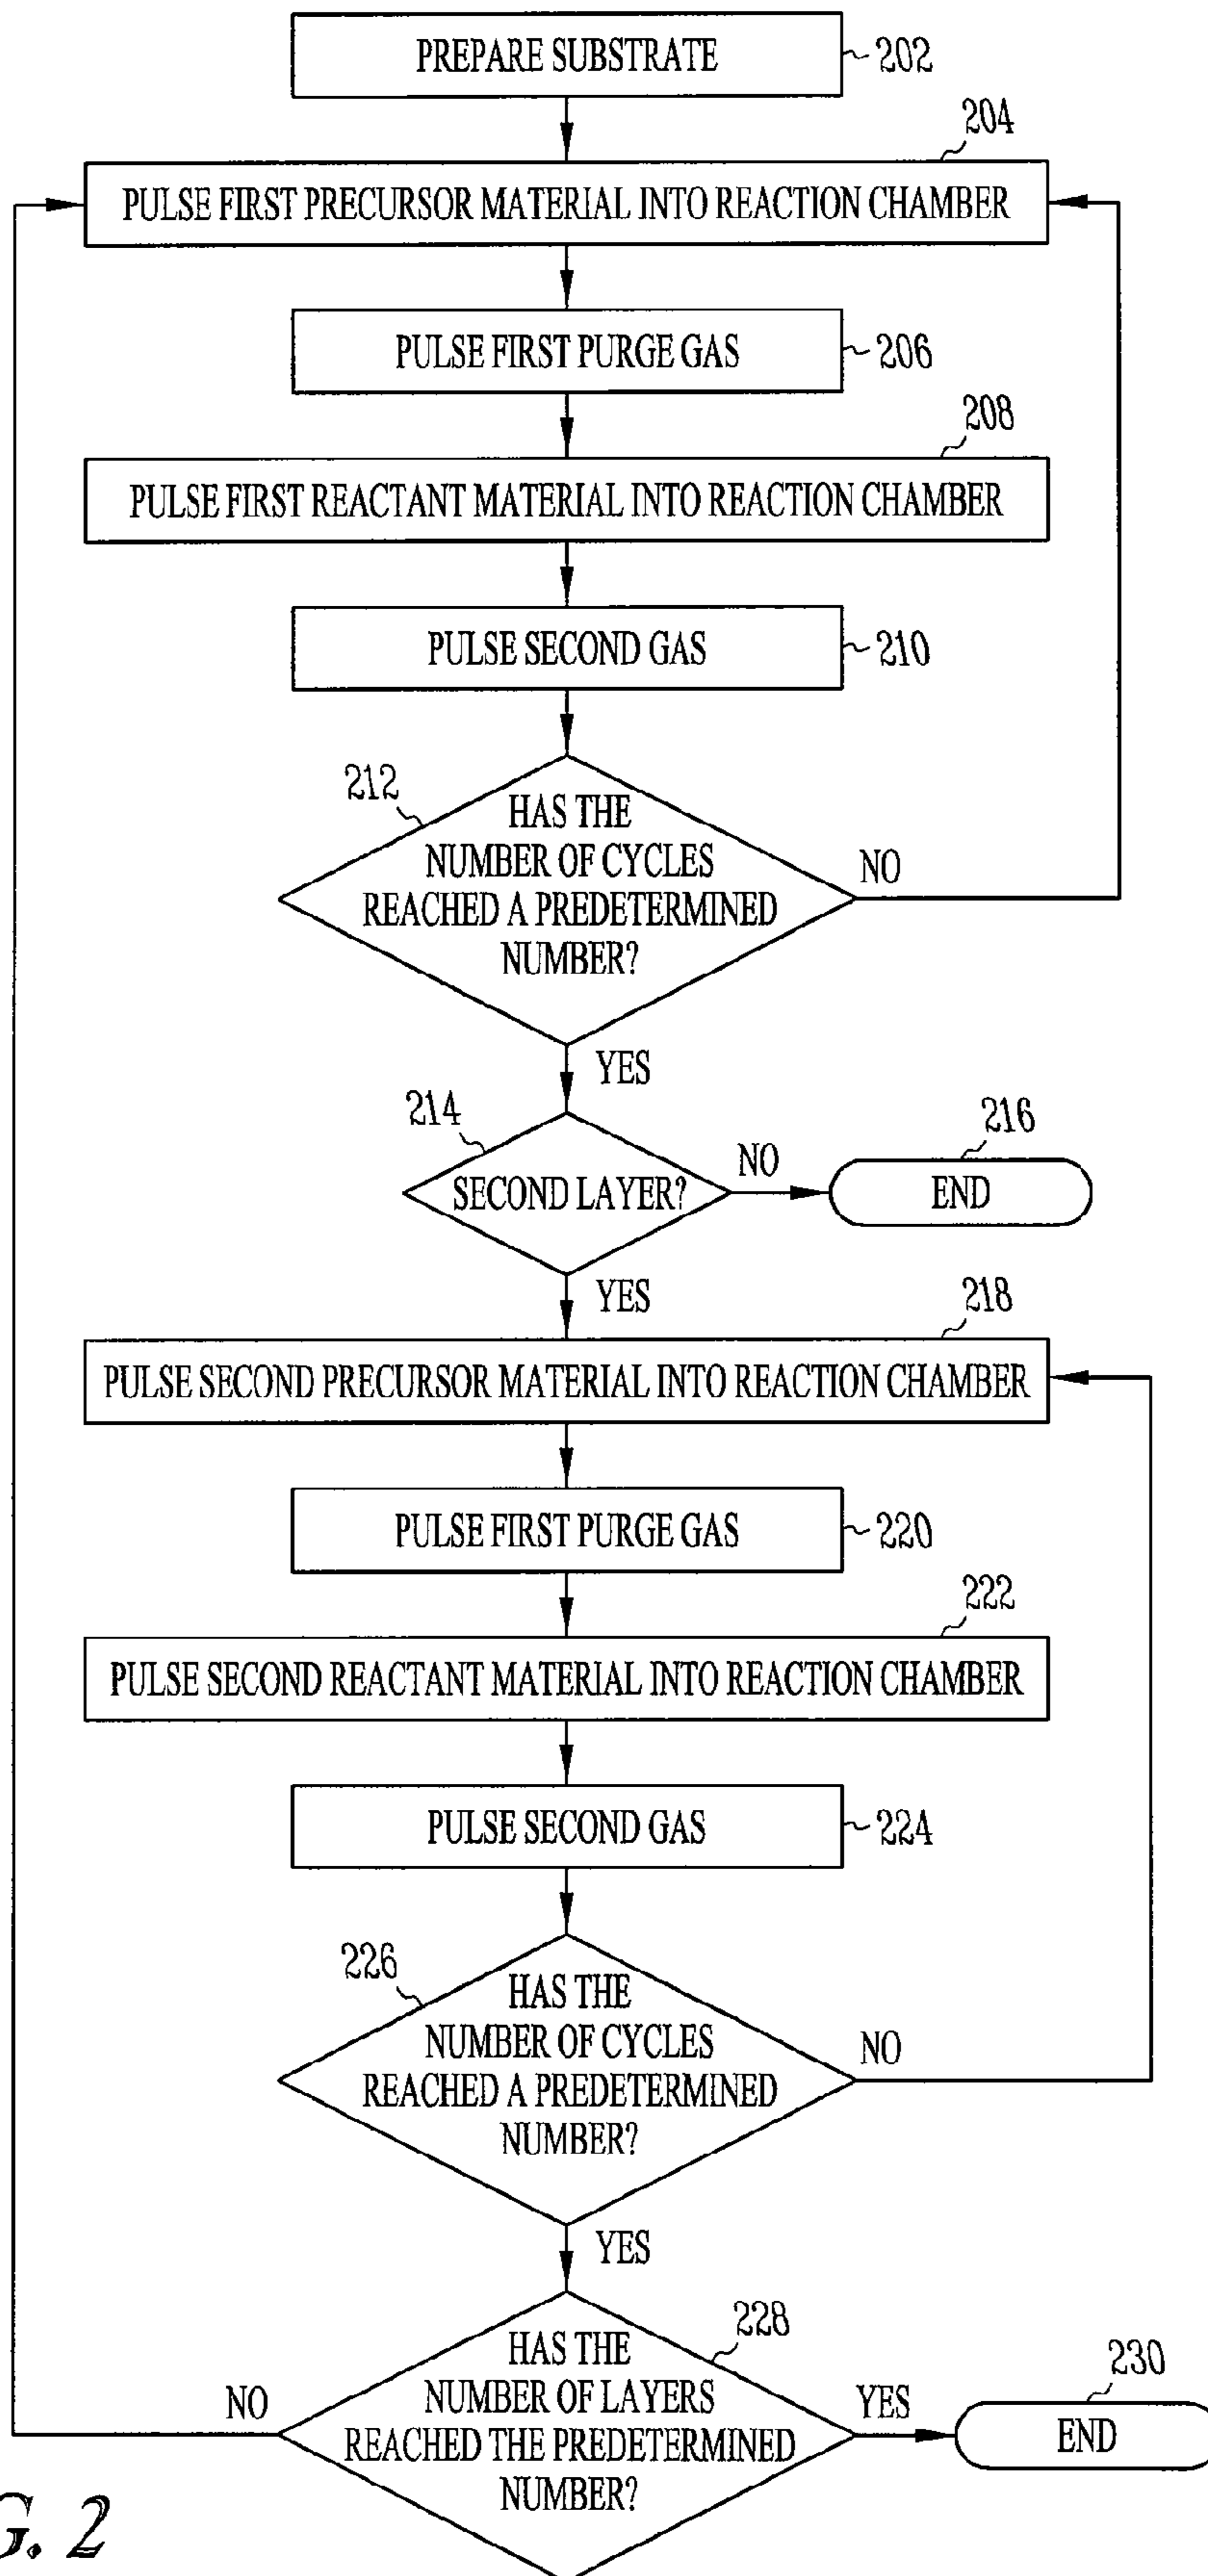 PREPARE SUBSTRATE
202
204
PULSE FIRST PRECURSOR MATERIAL INTO REACTION CHAMBER
PULSE FIRST PURGE GAS
206
208
PULSE FIRST REACTANT MATERIAL INTO REACTION CHAMBER
PULSE SECOND GAS
210
212
HAS THE
NUMBER OF CYCLES
REACHED A PREDETERMINED
NUMBER?
NO
YES
214
SECOND LAYER?
NO
216
END
YES
218
PULSE SECOND PRECURSOR MATERIAL INTO REACTION CHAMBER
PULSE FIRST PURGE GAS
220
222
PULSE SECOND REACTANT MATERIAL INTO REACTION CHAMBER
PULSE SECOND GAS
224
226
HAS THE
NUMBER OF CYCLES
REACHED A PREDETERMINED
NUMBER?
NO
YES
228
HAS THE
NUMBER OF LAYERS
REACHED THE PREDETERMINED
NUMBER?
NO
YES
230
END
G. 2